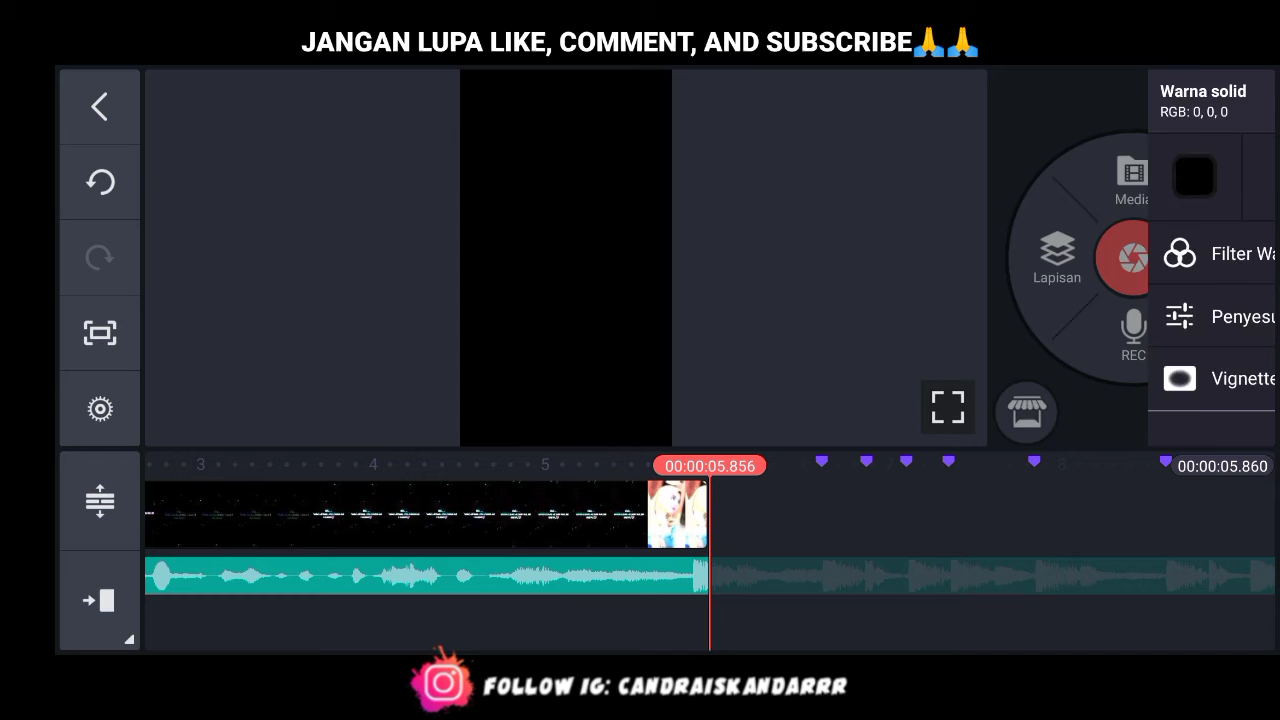 JANGAN LUPA LIKE, COMMENT, AND SUBSCRIBE🙏🙏
Warna solid
RGB: 0, 0, 0
Media
Lapisan
REC
Filter Wa
Penyesu
Vignette
3
4
5
00:00:05.856
8
00:00:05.860
FOLLOW IG: CANDRAISKANDARRR